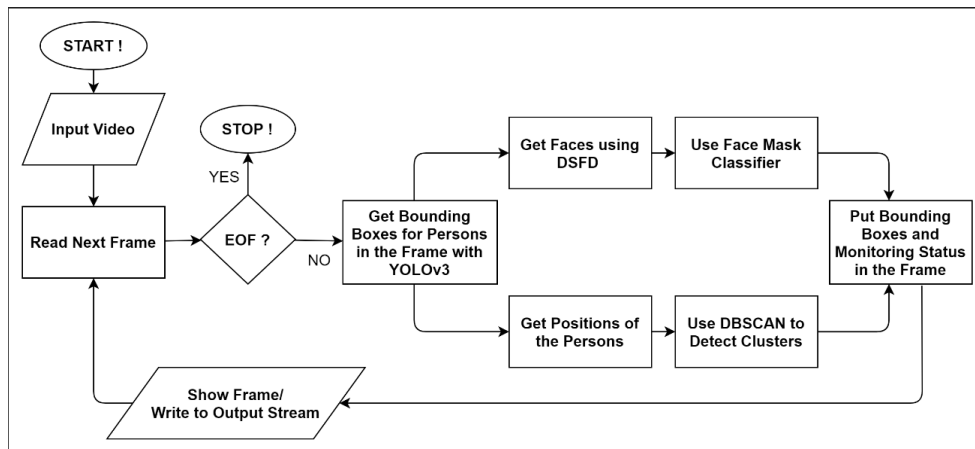 START !
Input Video
Read Next Frame
STOP !
YES
EOF ?
NO
Get Bounding
Boxes for Persons
in the Frame with
YOLOv3
Get Faces using
DSFD
Use Face Mask
Classifier
Get Positions of
the Persons
Use DBSCAN to
Detect Clusters
Put Bounding
Boxes and
Monitoring Status
in the Frame
Show Frame/
Write to Output Stream